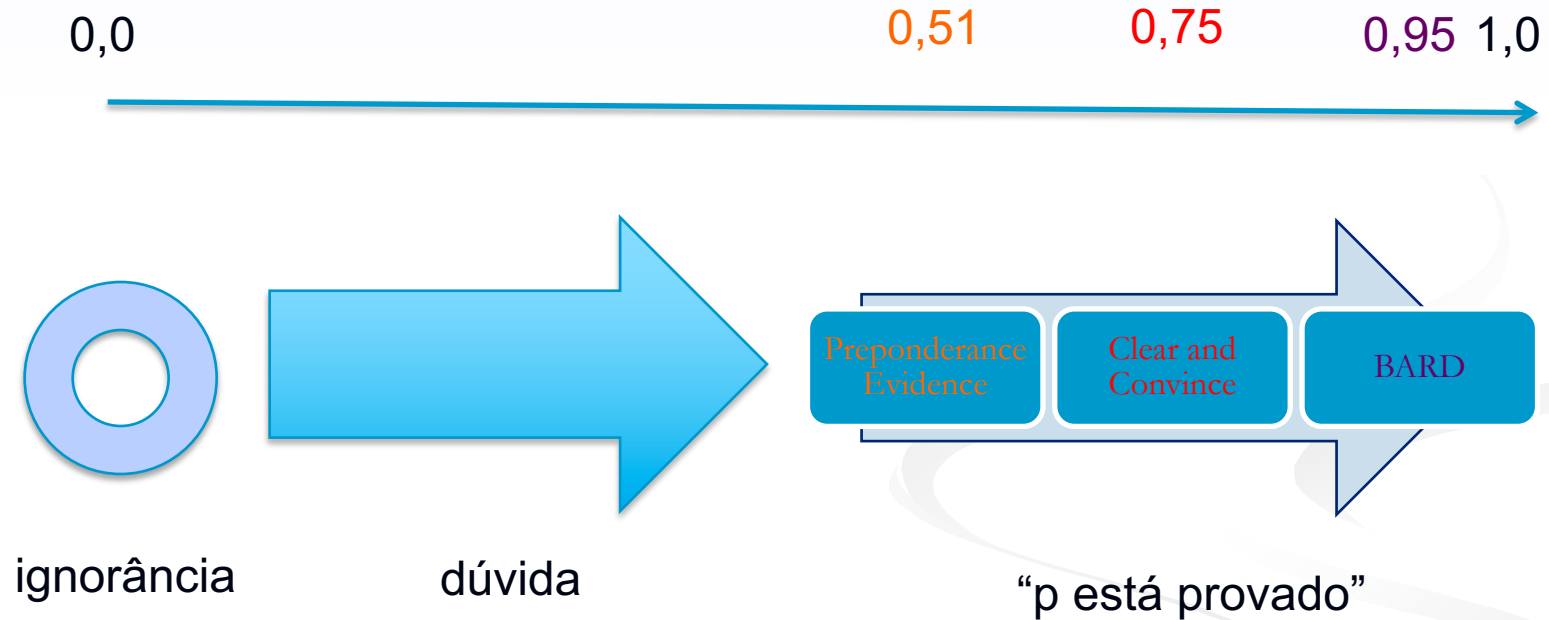 0,0 0,51 0,75 0,95 1,0
Preponderance
Evidence
Clear and
Convince
BARD
ignorância dúvida “p está provado”